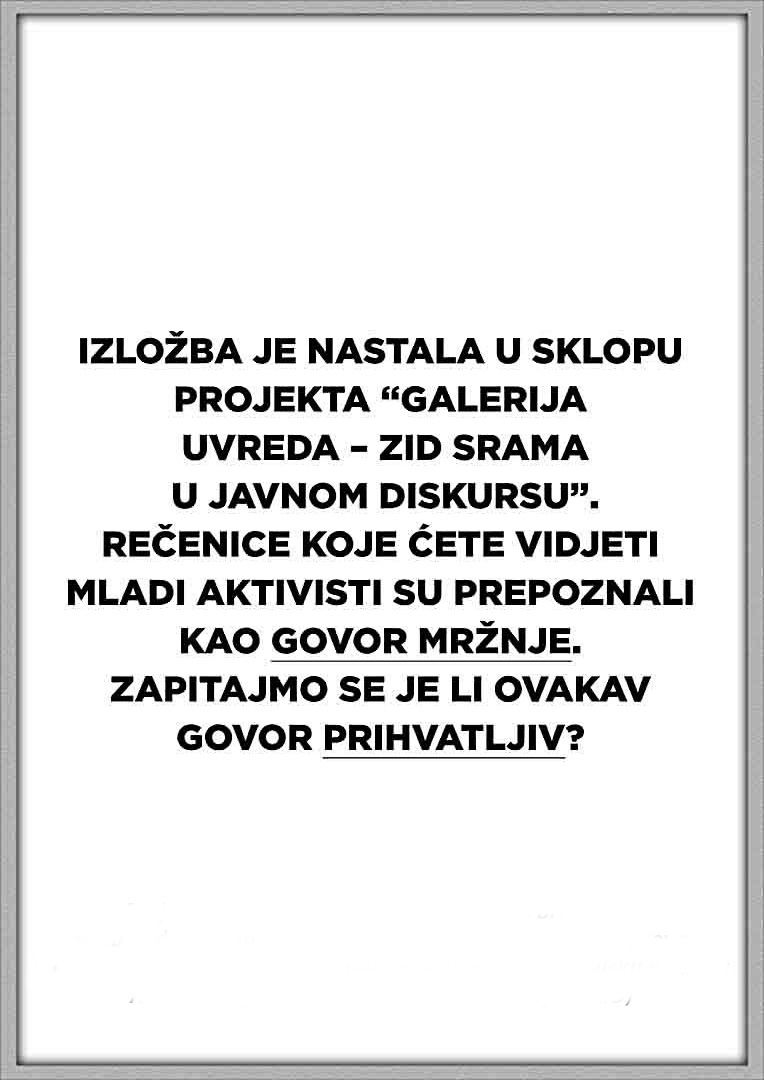 IZLOŽBA JE NASTALA U SKLOPU
PROJEKTA “GALERIJA
UVREDA – ZID SRAMA
U JAVNOM DISKURSU”.
REČENICE KOJE ĆETE VIDJETI
MLADI AKTIVISTI SU PREPOZNALI
KAO GOVOR MRŽNJE.
ZAPITAJMO SE JE LI OVAKAV
GOVOR PRIHVATLJIV?